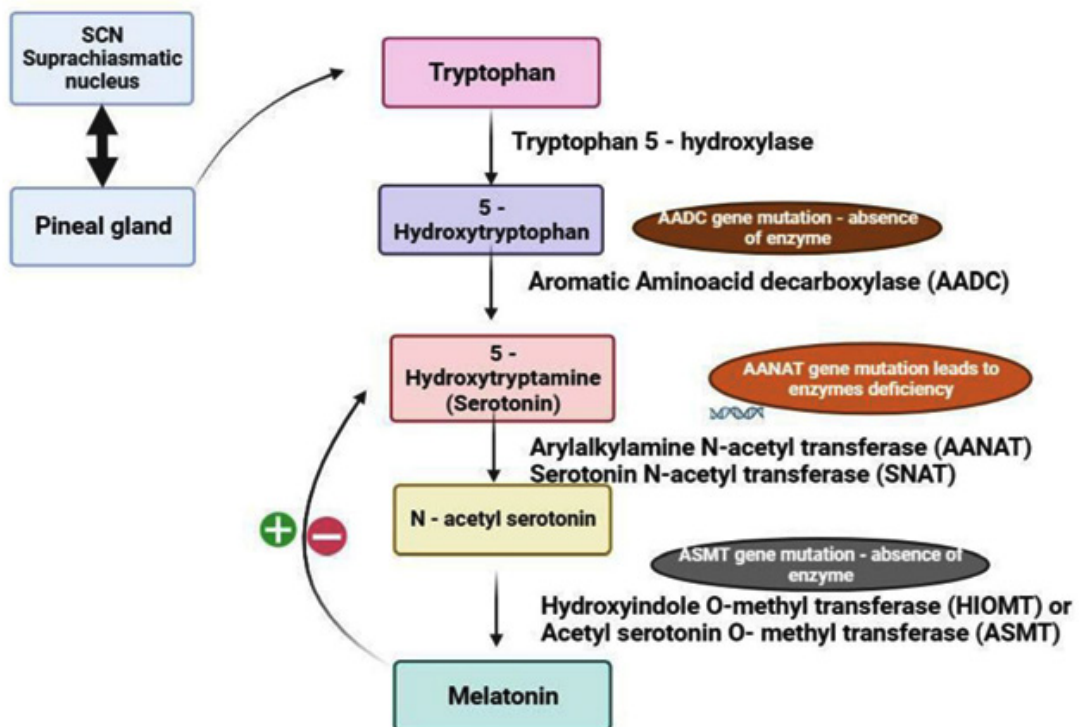 SCN
Suprachiasmatic
nucleus
Pineal gland
Tryptophan
Tryptophan 5 - hydroxylase
5 -
Hydroxytryptophan
AADC gene mutation - absence
of enzyme
Aromatic Aminoacid decarboxylase (AADC)
5 -
Hydroxytryptamine
(Serotonin)
AANAT gene mutation leads to
enzymes deficiency
Arylalkylamine N-acetyl transferase (AANAT)
Serotonin N-acetyl transferase (SNAT)
N - acetyl serotonin
+
−
ASMT gene mutation - absence of
enzyme
Hydroxyindole O-methyl transferase (HIOMT) or
Acetyl serotonin O- methyl transferase (ASMT)
Melatonin